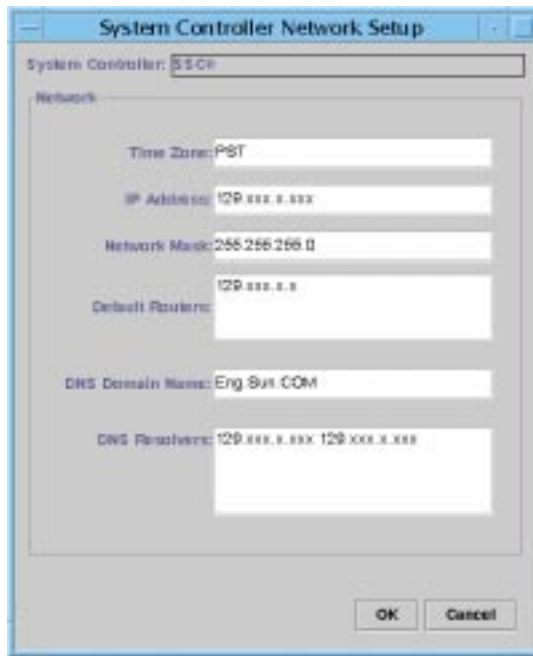 System Controller Network Setup
System Controller: SSC0
Network
Time Zone: PST
IP Address: 129.xxx.x.xxx
Network Mask: 255.255.255.0
Default Routers: 129.xxx.x.x
DNS Domain Name: Eng.Sun.COM
DNS Resolvers: 129.xxx.x.xxx 129.xxx.x.xxx
OK Cancel